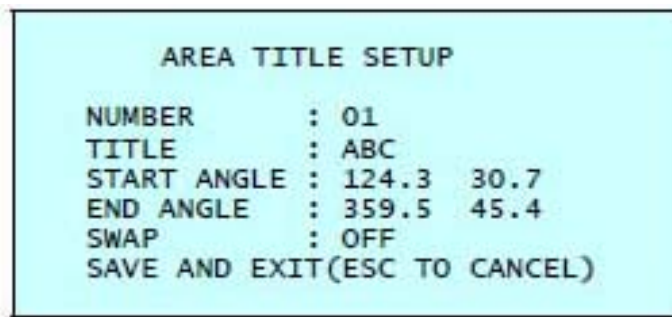 AREA TITLE SETUP
NUMBER : 01
TITLE : ABC
START ANGLE : 124.3 30.7
END ANGLE : 359.5 45.4
SWAP : OFF
SAVE AND EXIT(ESC TO CANCEL)